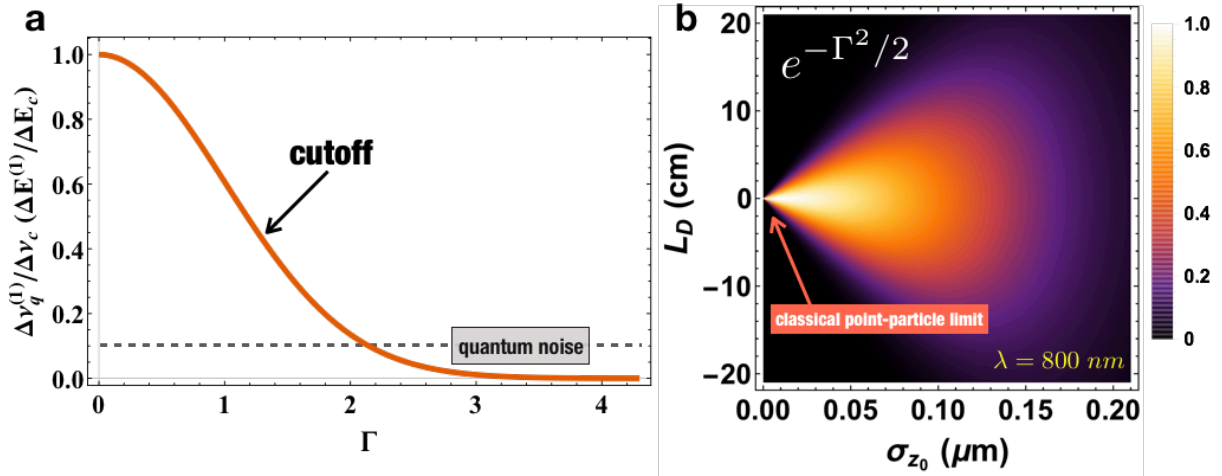 a
Δν_q^(1)/Δν_c (ΔE^(1)/ΔE_c)
1.0
0.8
0.6
0.4
0.2
0.0
cutoff
quantum noise
0 1 2 3 4
Γ
b
L_D (cm)
20
10
0
−10
−20
e^{−Γ²/2}
classical point-particle limit
λ = 800 nm
0.00 0.05 0.10 0.15 0.20
σ_{z_0} (μm)
1.0
0.8
0.6
0.4
0.2
0